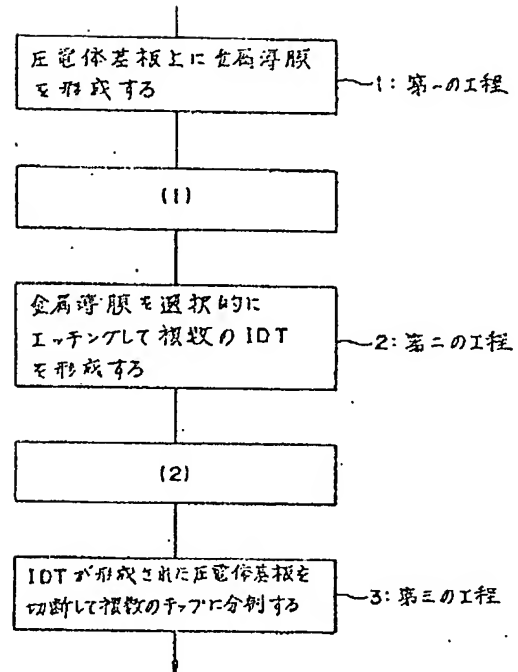 圧電体基板上に金属薄膜
を形成する
1: 第一の工程
(1)
金属薄膜を選択的に
エッチングして複数のIDT
を形成する
2: 第二の工程
(2)
IDTが形成された圧電体基板を
切断して複数のチップに分割する
3: 第三の工程